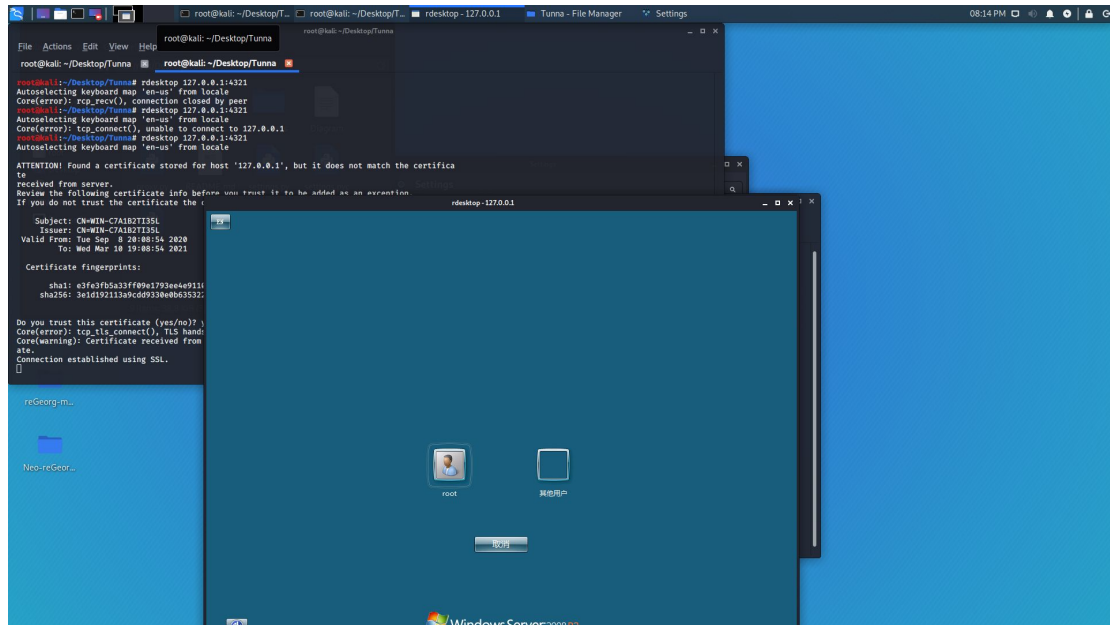 root@kali: ~/Desktop/T...
root@kali: ~/Desktop/T...
rdesktop - 127.0.0.1
Tunna - File Manager
Settings
08:14 PM
root@kali: ~/Desktop/Tunna
root@kali: ~/Desktop/Tunna
File Actions Edit View Help
root@kali: ~/Desktop/Tunna
root@kali: ~/Desktop/Tunna
root@kali:~/Desktop/Tunna# rdesktop 127.0.0.1:4321
Autoselecting keyboard map 'en-us' from locale
Core(error): rcp_recv(), connection closed by peer
root@kali:~/Desktop/Tunna# rdesktop 127.0.0.1:4321
Autoselecting keyboard map 'en-us' from locale
Core(error): tcp_connect(), unable to connect to 127.0.0.1
root@kali:~/Desktop/Tunna# rdesktop 127.0.0.1:4321
Autoselecting keyboard map 'en-us' from locale
ATTENTION! Found a certificate stored for host '127.0.0.1', but it does not match the certifica
te
received from server.
Review the following certificate info before you trust it to be added as an exception.
If you do not trust the certificate the
Subject: CN=WIN-C7A1B2TI35L
Issuer: CN=WIN-C7A1B2TI35L
Valid From: Tue Sep 8 20:08:54 2020
To: Wed Mar 10 19:08:54 2021
Certificate fingerprints:
sha1: e3fe3fb5a33ff09e1793ee4e9116
sha256: 3e1d192113a9cdd9330e0b635322
Do you trust this certificate (yes/no)? y
Core(error): tcp_tls_connect(), TLS hands
Core(warning): Certificate received from
ate.
Connection established using SSL.
rdesktop - 127.0.0.1
reGeorg-m...
Neo-reGeor...
root
其他用户
取消
Windows Server 2008 R2